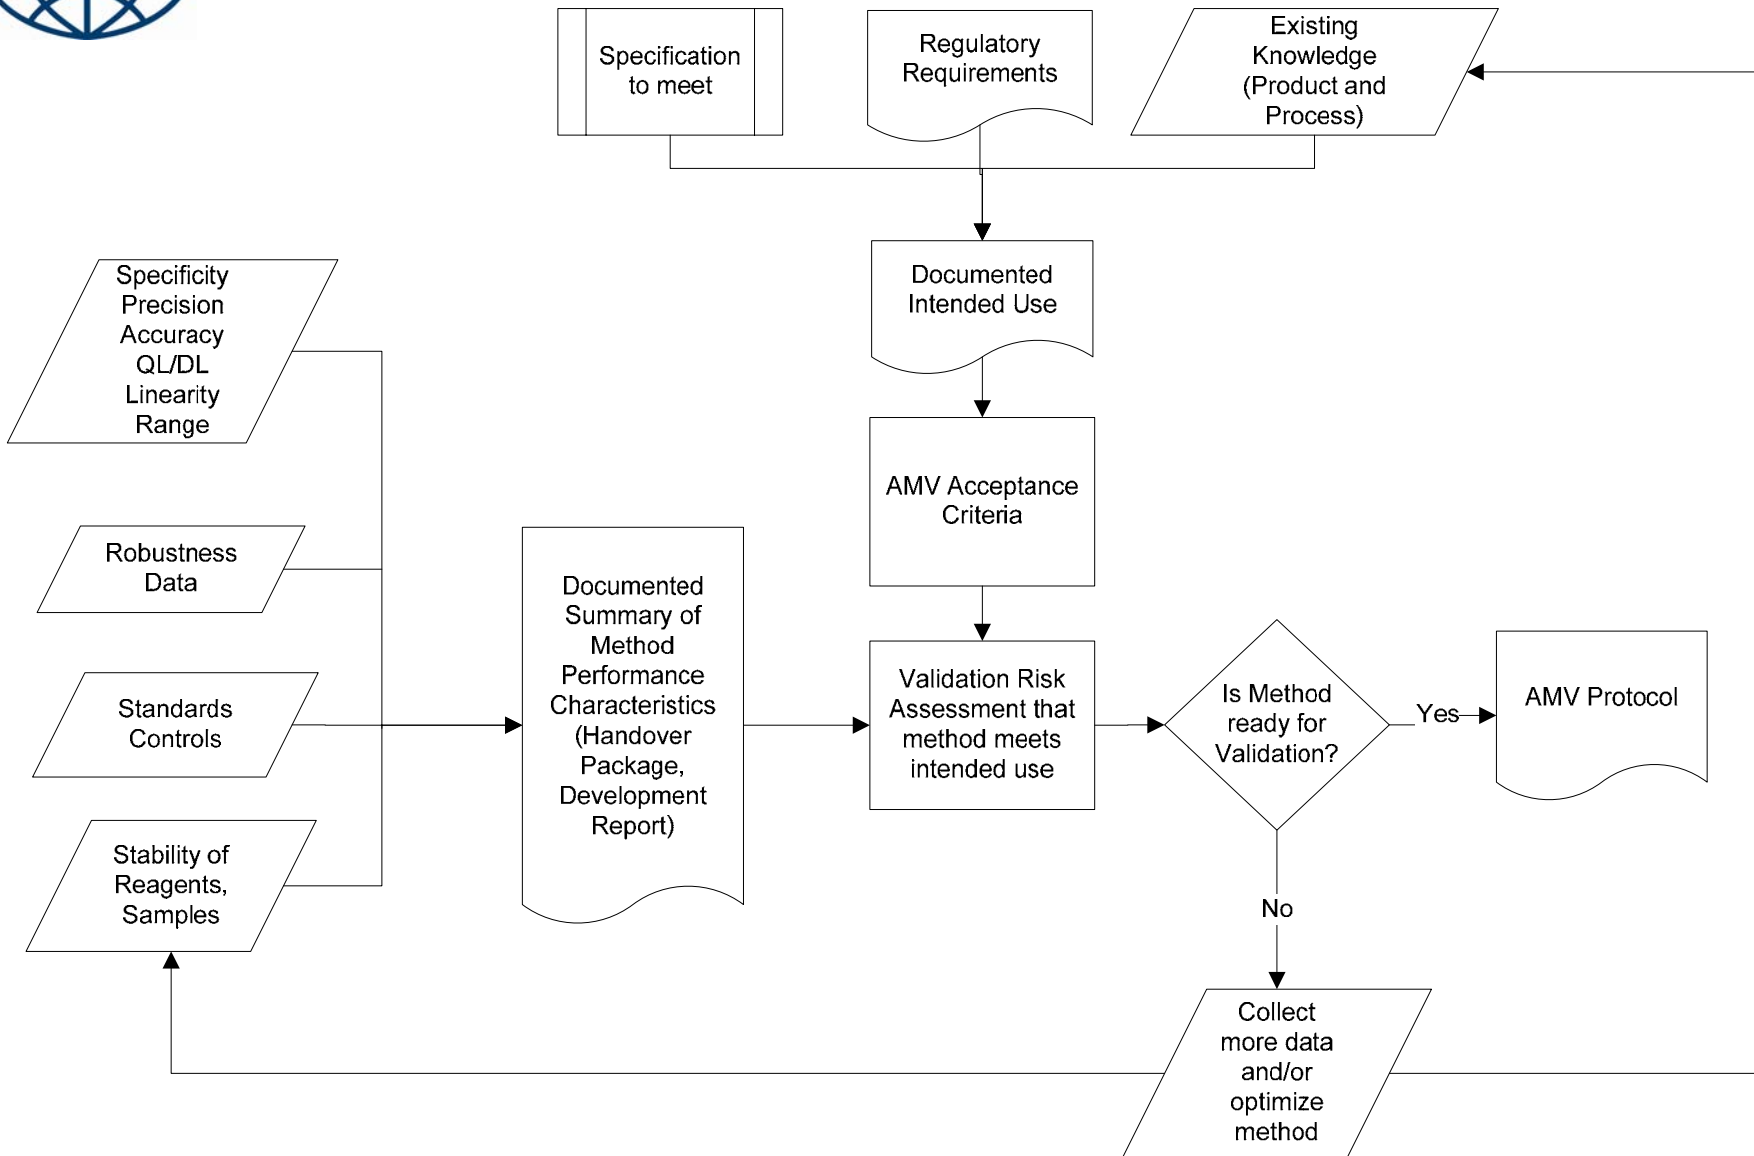 Specification
to meet
Regulatory
Requirements
Existing
Knowledge
(Product and
Process)
Documented
Intended Use
Specificity
Precision
Accuracy
QL/DL
Linearity
Range
AMV Acceptance
Criteria
Robustness
Data
Documented
Summary of
Method
Performance
Characteristics
(Handover
Package,
Development
Report)
Validation Risk
Assessment that
method meets
intended use
Is Method
ready for
Validation?
Yes
AMV Protocol
Standards
Controls
Stability of
Reagents,
Samples
No
Collect
more data
and/or
optimize
method